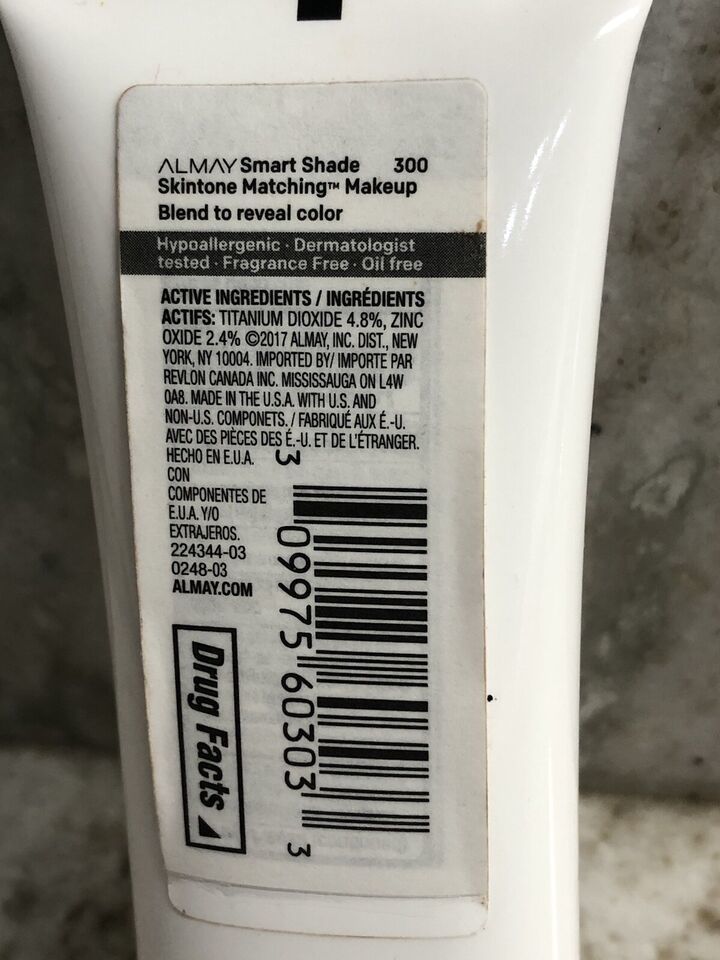 ALMAY Smart Shade 300
Skintone Matching™ Makeup
Blend to reveal color
Hypoallergenic · Dermatologist
tested · Fragrance Free · Oil free
ACTIVE INGREDIENTS / INGRÉDIENTS
ACTIFS: TITANIUM DIOXIDE 4.8%, ZINC
OXIDE 2.4% ©2017 ALMAY, INC. DIST., NEW
YORK, NY 10004. IMPORTED BY/ IMPORTE PAR
REVLON CANADA INC. MISSISSAUGA ON L4W
0A8. MADE IN THE U.S.A. WITH U.S. AND
NON-U.S. COMPONETS. / FABRIQUÉ AUX É.-U.
AVEC DES PIÈCES DES É.-U. ET DE L'ÉTRANGER.
HECHO EN E.U.A.
CON
COMPONENTES DE
E.U.A. Y/O
EXTRAJEROS.
224344-03
0248-03
ALMAY.COM
3 09975 60303 3
Drug Facts